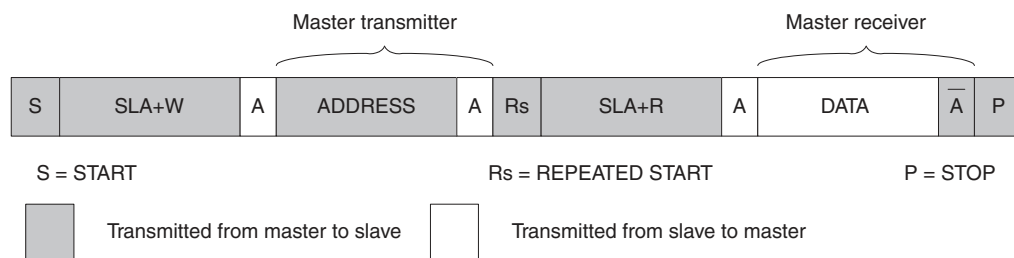 Master transmitter Master receiver
S SLA+W A ADDRESS A Rs SLA+R A DATA A̅ P
S = START Rs = REPEATED START P = STOP
Transmitted from master to slave Transmitted from slave to master